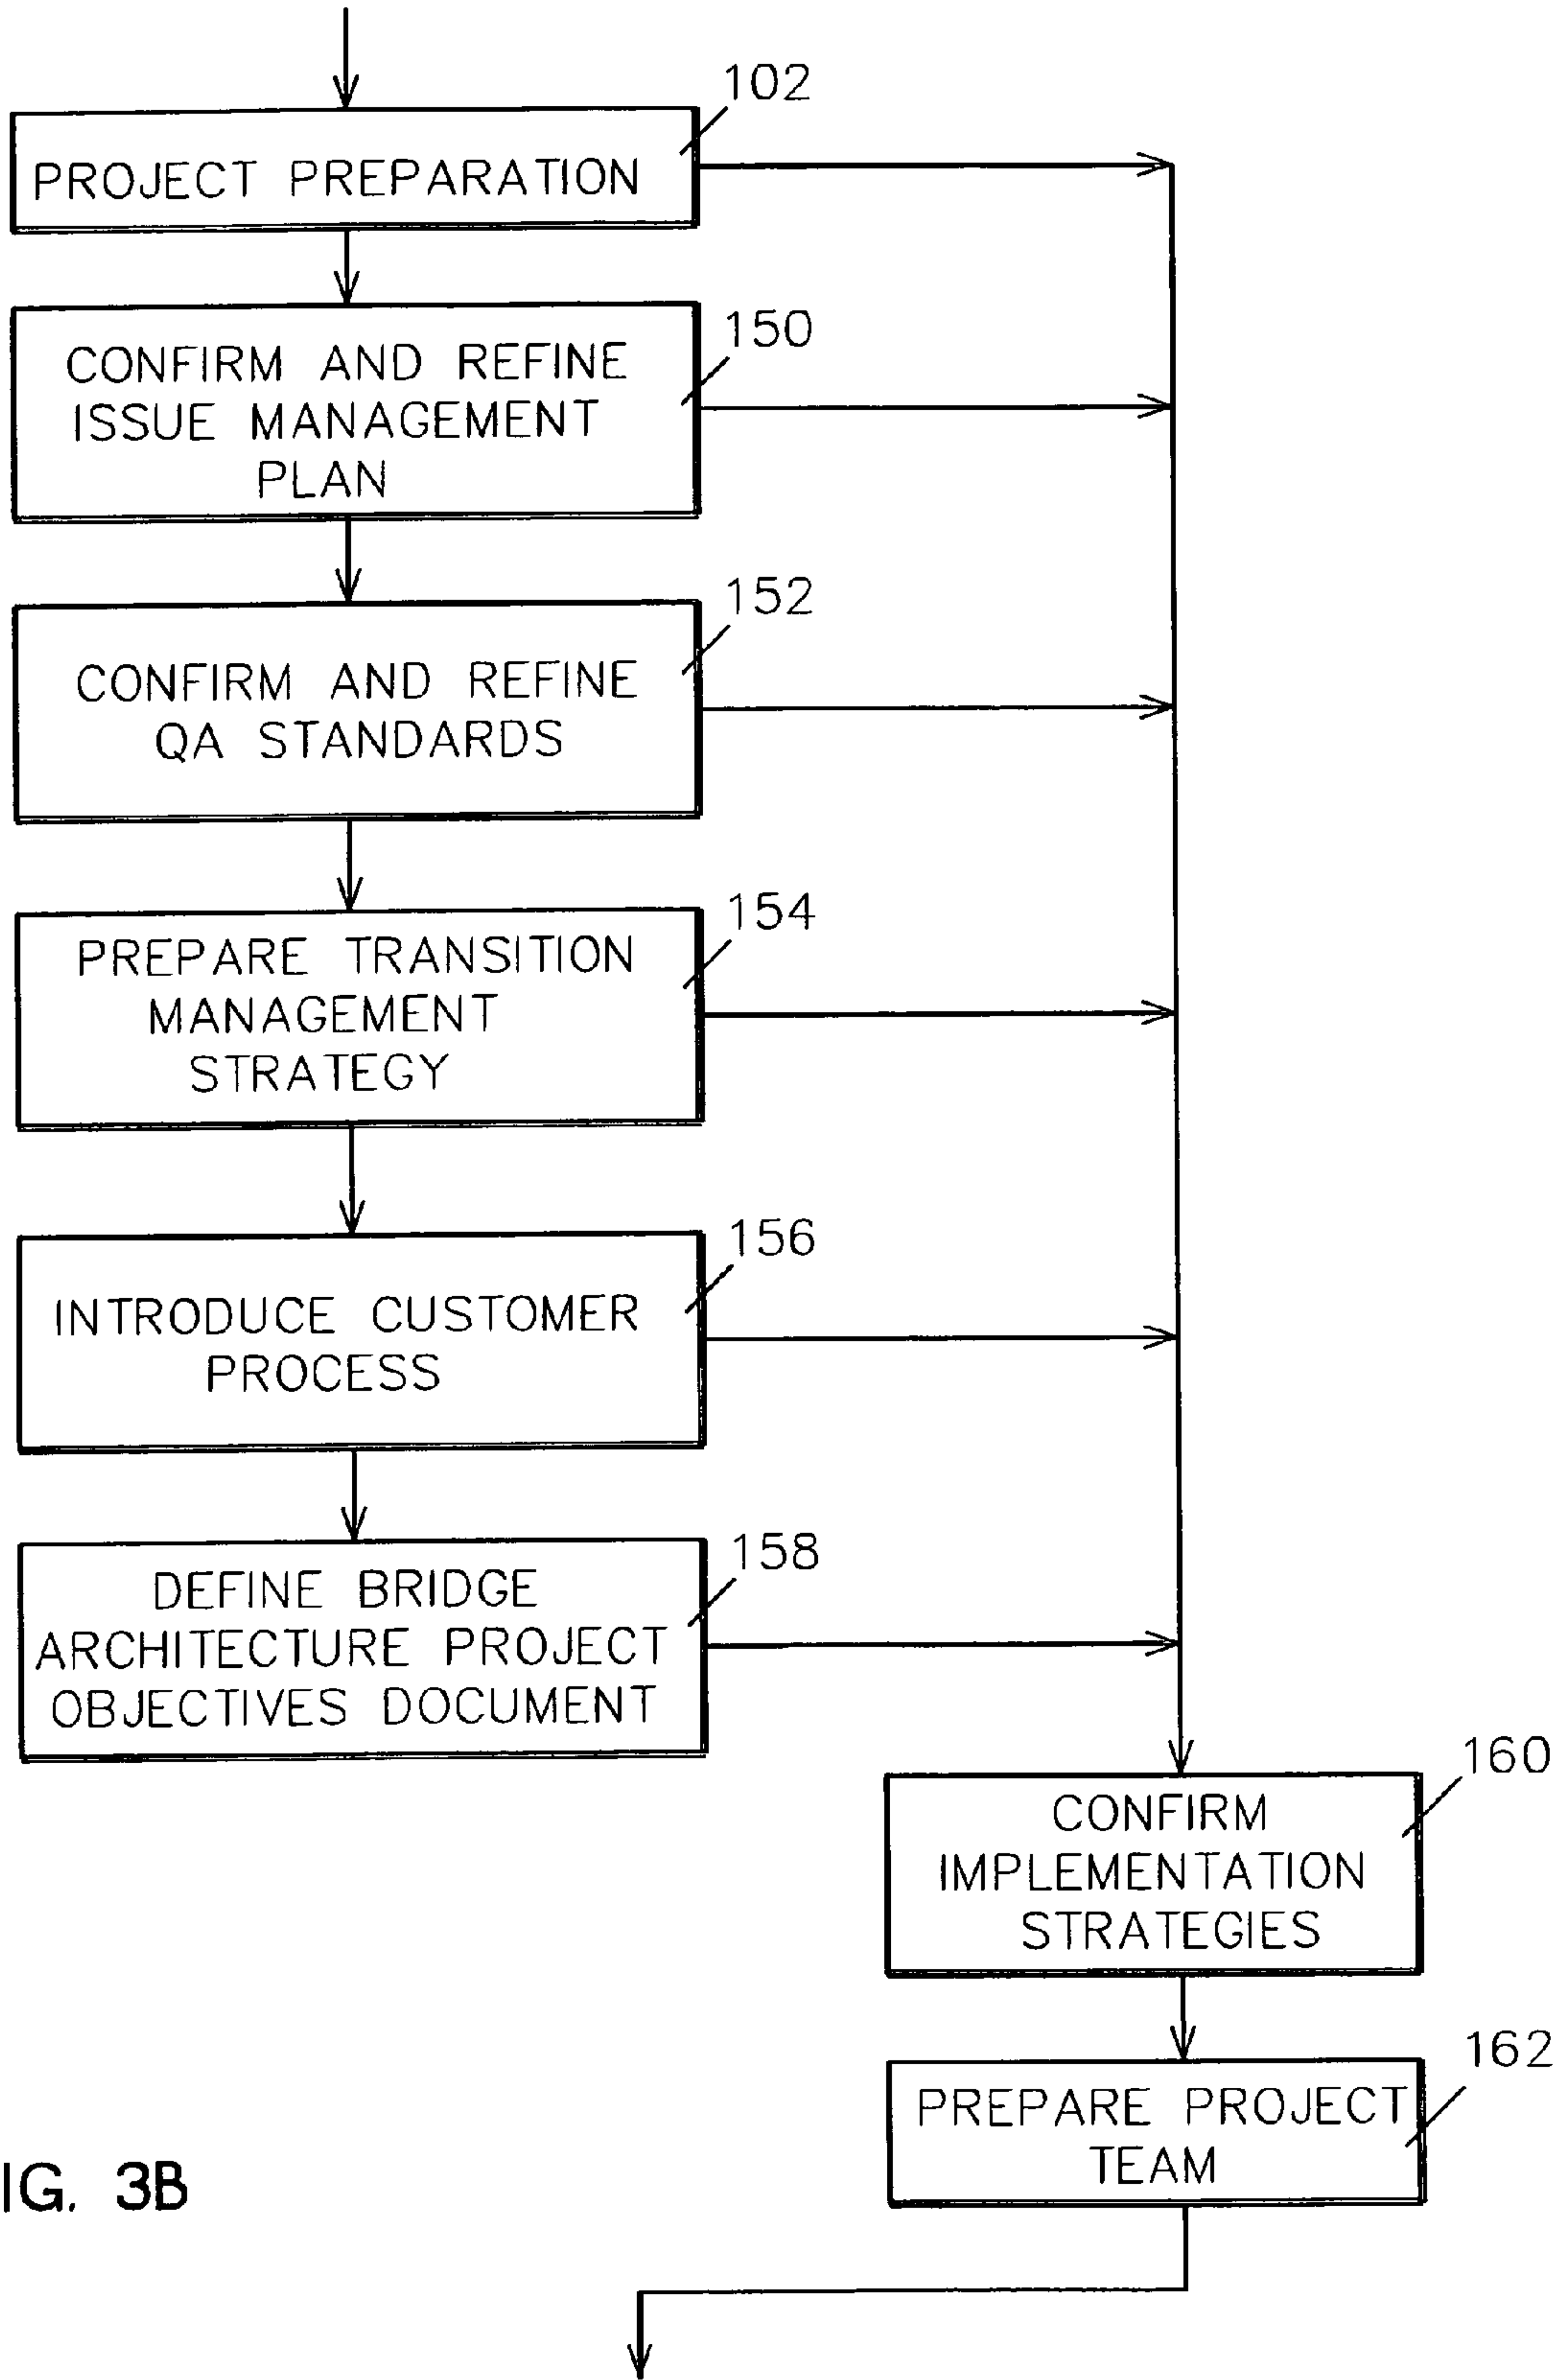 102
PROJECT PREPARATION
150
CONFIRM AND REFINE
ISSUE MANAGEMENT
PLAN
152
CONFIRM AND REFINE
QA STANDARDS
154
PREPARE TRANSITION
MANAGEMENT
STRATEGY
156
INTRODUCE CUSTOMER
PROCESS
158
DEFINE BRIDGE
ARCHITECTURE PROJECT
OBJECTIVES DOCUMENT
160
CONFIRM
IMPLEMENTATION
STRATEGIES
162
PREPARE PROJECT
TEAM
IG. 3B